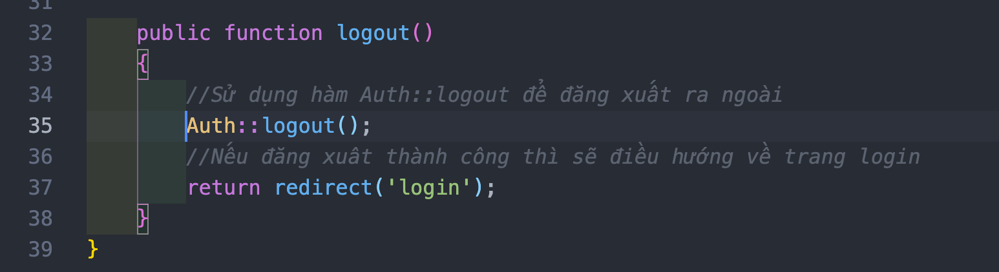 31
32 public function logout()
33 {
34 //Sử dụng hàm Auth::logout để đăng xuất ra ngoài
35 Auth::logout();
36 //Nếu đăng xuât thành công thì sẽ điều hướng về trang login
37 return redirect('login');
38 }
39 }